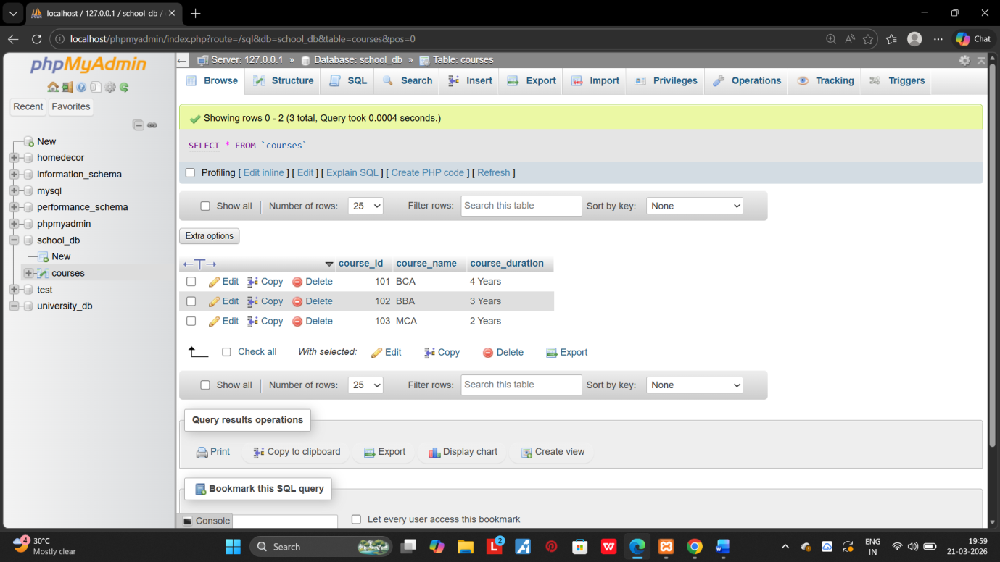 localhost / 127.0.0.1 / school_db /
localhost/phpmyadmin/index.php?route=/sql&db=school_db&table=courses&pos=0
Chat
phpMyAdmin
Recent Favorites
New
homedecor
information_schema
mysql
performance_schema
phpmyadmin
school_db
New
courses
test
university_db
Server: 127.0.0.1 » Database: school_db » Table: courses
Browse Structure SQL Search Insert Export Import Privileges Operations Tracking Triggers
Showing rows 0 - 2 (3 total, Query took 0.0004 seconds.)
SELECT * FROM `courses`
Profiling [ Edit inline ] [ Edit ] [ Explain SQL ] [ Create PHP code ] [ Refresh ]
Show all Number of rows: 25 Filter rows: Search this table Sort by key: None
Extra options
course_id course_name course_duration
Edit Copy Delete 101 BCA 4 Years
Edit Copy Delete 102 BBA 3 Years
Edit Copy Delete 103 MCA 2 Years
Check all With selected: Edit Copy Delete Export
Show all Number of rows: 25 Filter rows: Search this table Sort by key: None
Query results operations
Print Copy to clipboard Export Display chart Create view
Bookmark this SQL query
Console Let every user access this bookmark
4 30°C
Mostly clear
Search
L 2
W
ENG
IN
19:59
21-03-2026